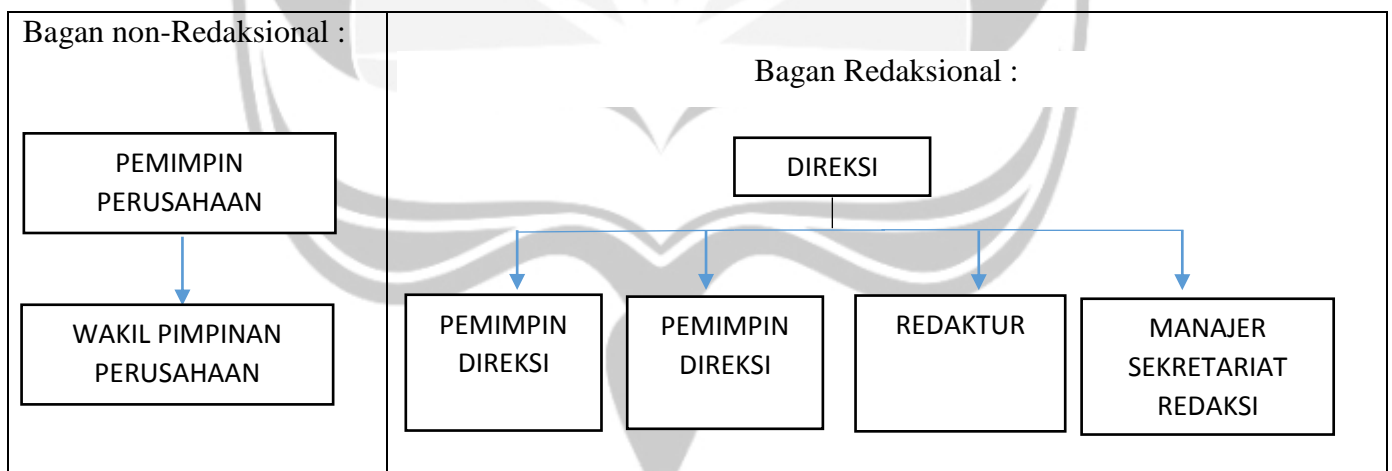 Bagan non-Redaksional :
PEMIMPIN
PERUSAHAAN
WAKIL PIMPINAN
PERUSAHAAN
Bagan Redaksional :
DIREKSI
PEMIMPIN
DIREKSI
PEMIMPIN
DIREKSI
REDAKTUR
MANAJER
SEKRETARIAT
REDAKSI